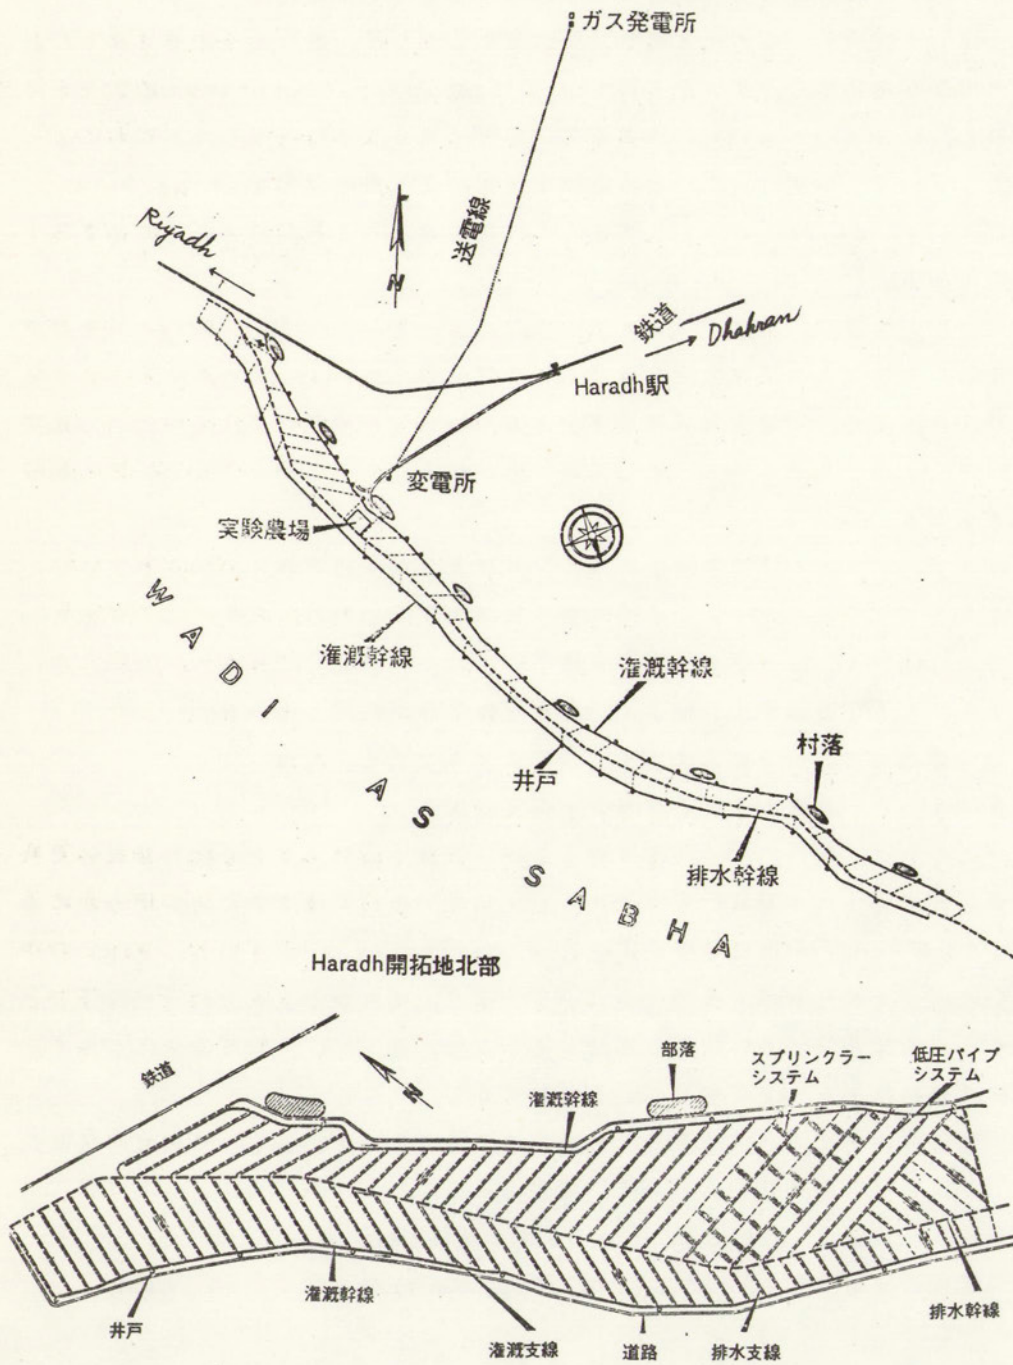 ガス発電所
送電線
Riyadh
N
鉄道
Dhahran
Haradh駅
変電所
実験農場
灌漑幹線
灌漑幹線
村落
井戸
排水幹線
WADI AS SABHA
Haradh開拓地北部
鉄道
N
部落
スプリンクラー
システム
低圧パイプ
システム
灌漑幹線
井戸
灌漑幹線
灌漑支線
道路
排水支線
排水幹線